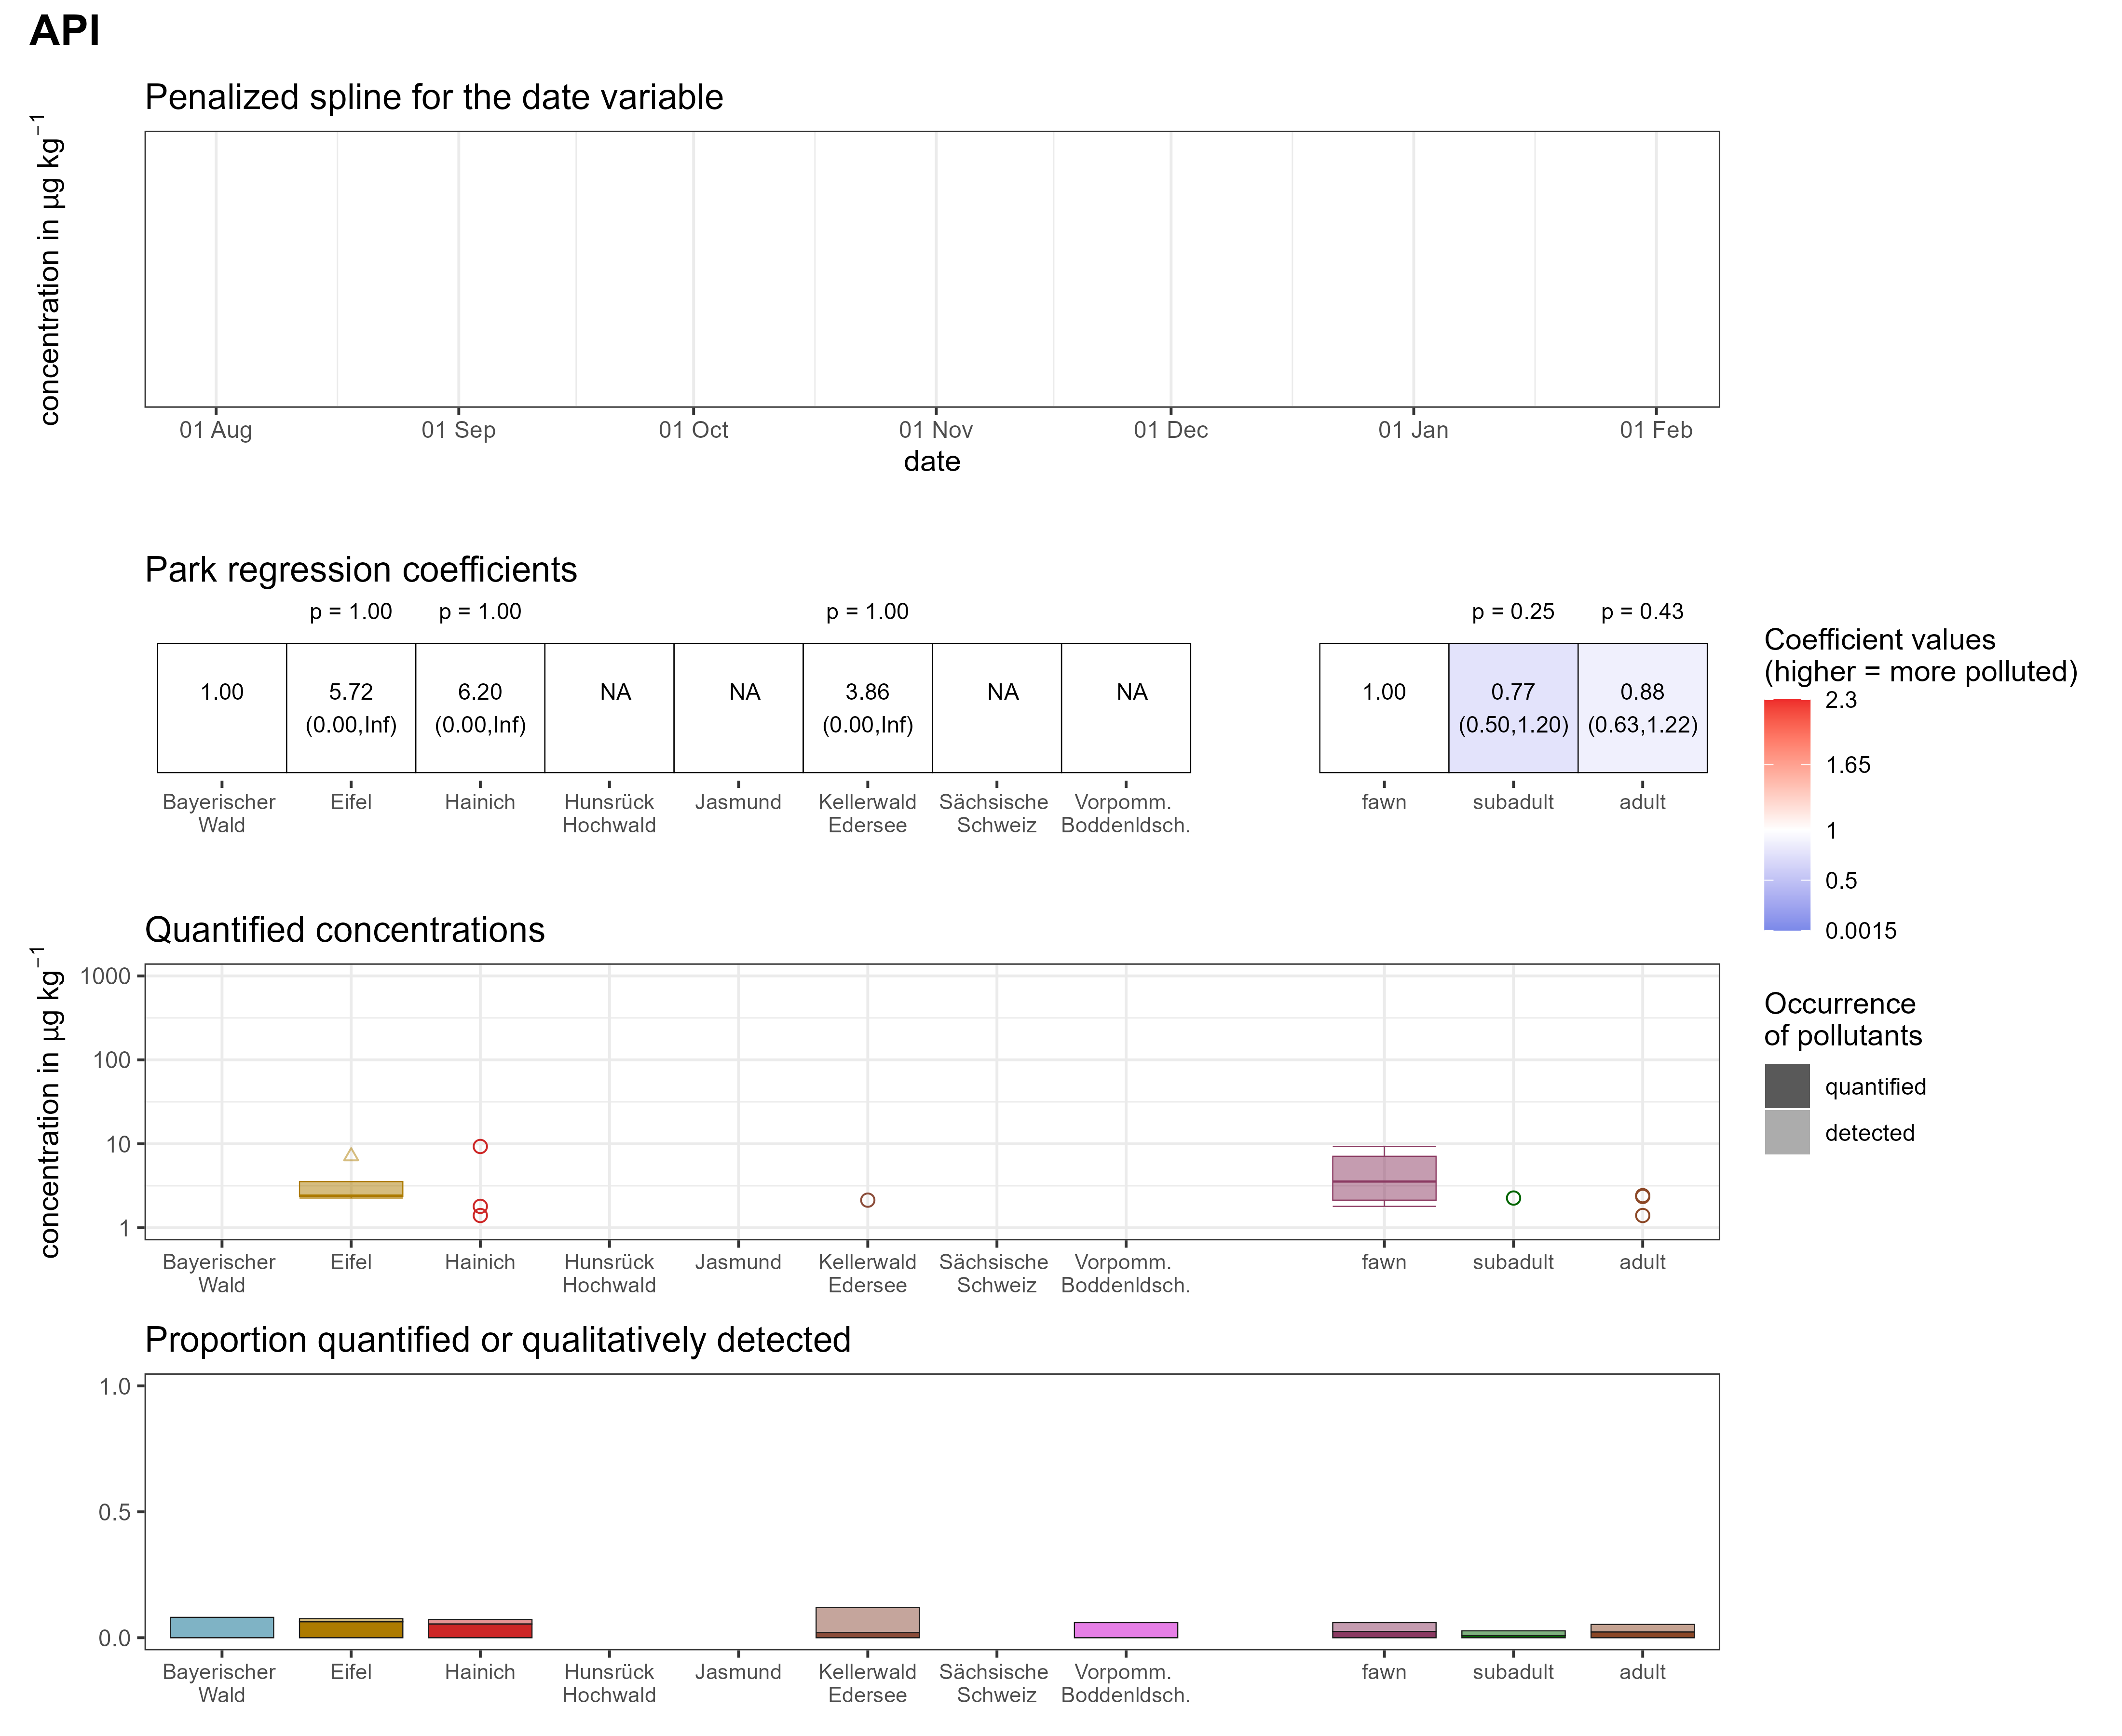 API
Penalized spline for the date variable
concentration in µg kg⁻¹
01 Aug 01 Sep 01 Oct 01 Nov 01 Dec 01 Jan 01 Feb
date
Park regression coefficients
p = 1.00 p = 1.00 p = 1.00 p = 0.25 p = 0.43
1.00 5.72 6.20 NA NA 3.86 NA NA 1.00 0.77 0.88
(0.00,Inf) (0.00,Inf) (0.00,Inf) (0.50,1.20) (0.63,1.22)
Bayerischer Eifel Hainich Hunsrück Jasmund Kellerwald Sächsische Vorpomm. fawn subadult adult
Wald Hochwald Edersee Schweiz Boddenldsch.
Coefficient values
(higher = more polluted)
2.3
1.65
1
0.5
0.0015
Quantified concentrations
concentration in µg kg⁻¹
1000
100
10
1
Bayerischer Eifel Hainich Hunsrück Jasmund Kellerwald Sächsische Vorpomm. fawn subadult adult
Wald Hochwald Edersee Schweiz Boddenldsch.
Occurrence
of pollutants
quantified
detected
Proportion quantified or qualitatively detected
1.0
0.5
0.0
Bayerischer Eifel Hainich Hunsrück Jasmund Kellerwald Sächsische Vorpomm. fawn subadult adult
Wald Hochwald Edersee Schweiz Boddenldsch.